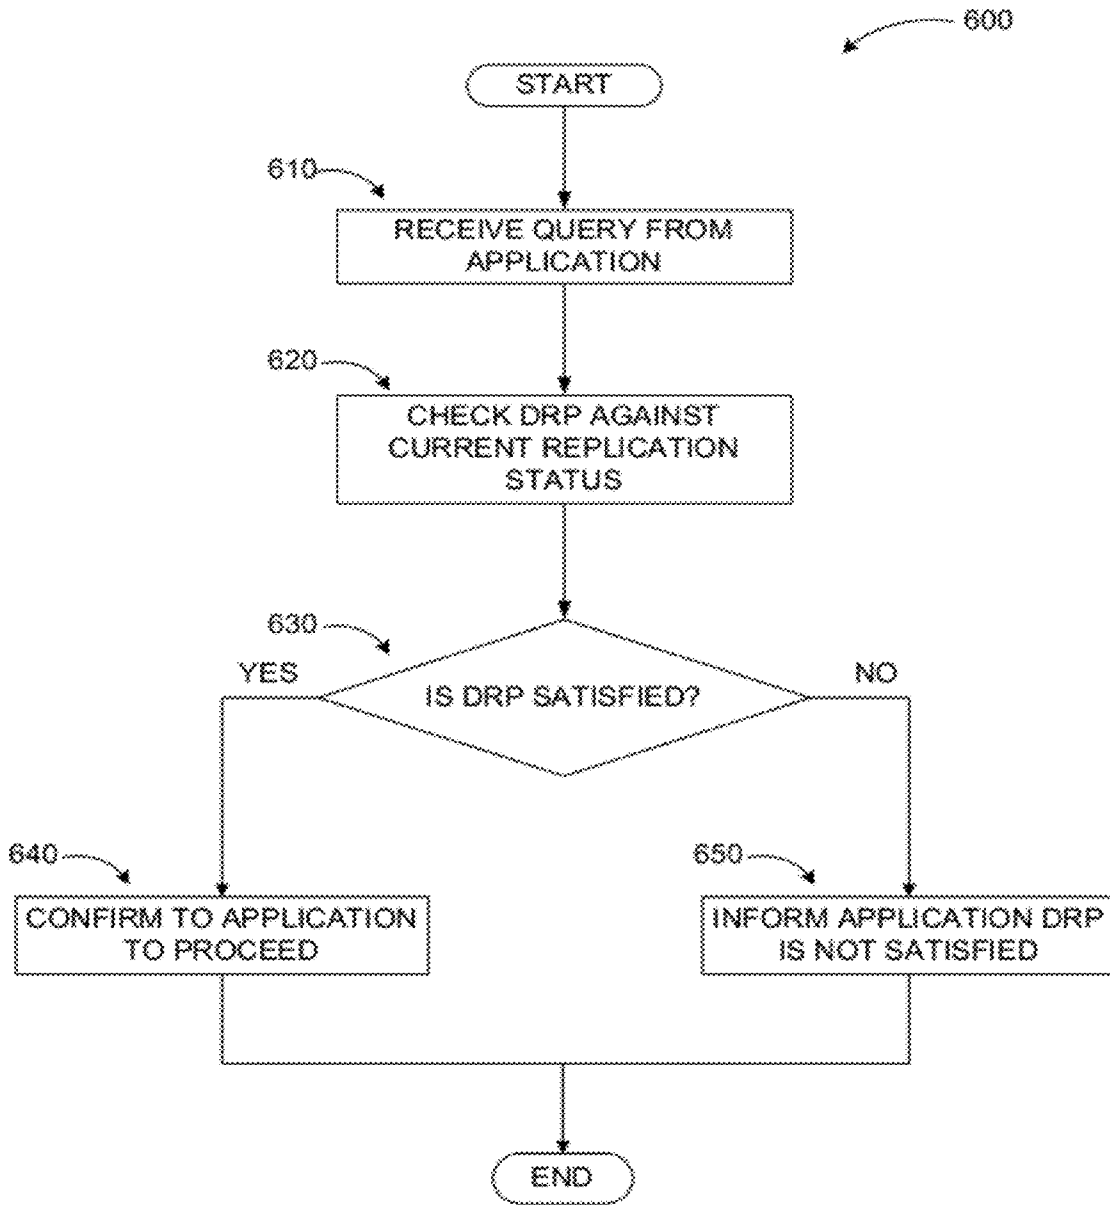 600
START
610
RECEIVE QUERY FROM
APPLICATION
620
CHECK DRP AGAINST
CURRENT REPLICATION
STATUS
630
YES
IS DRP SATISFIED?
NO
640
CONFIRM TO APPLICATION
TO PROCEED
650
INFORM APPLICATION DRP
IS NOT SATISFIED
END